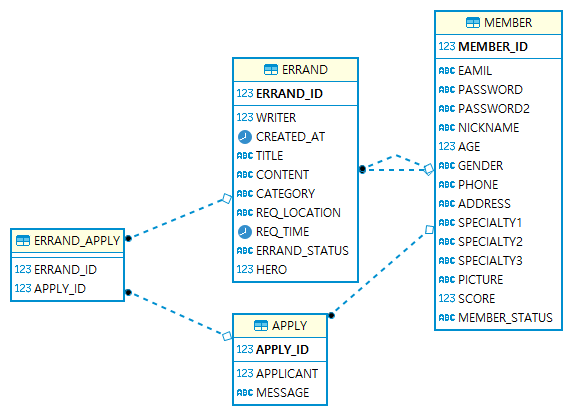 MEMBER
123 MEMBER_ID
ABC EAMIL
ABC PASSWORD
ABC PASSWORD2
ABC NICKNAME
123 AGE
ABC GENDER
ABC PHONE
ABC ADDRESS
ABC SPECIALTY1
ABC SPECIALTY2
ABC SPECIALTY3
ABC PICTURE
123 SCORE
ABC MEMBER_STATUS
ERRAND
123 ERRAND_ID
123 WRITER
CREATED_AT
ABC TITLE
ABC CONTENT
ABC CATEGORY
ABC REQ_LOCATION
REQ_TIME
ABC ERRAND_STATUS
123 HERO
ERRAND_APPLY
123 ERRAND_ID
123 APPLY_ID
APPLY
123 APPLY_ID
123 APPLICANT
ABC MESSAGE